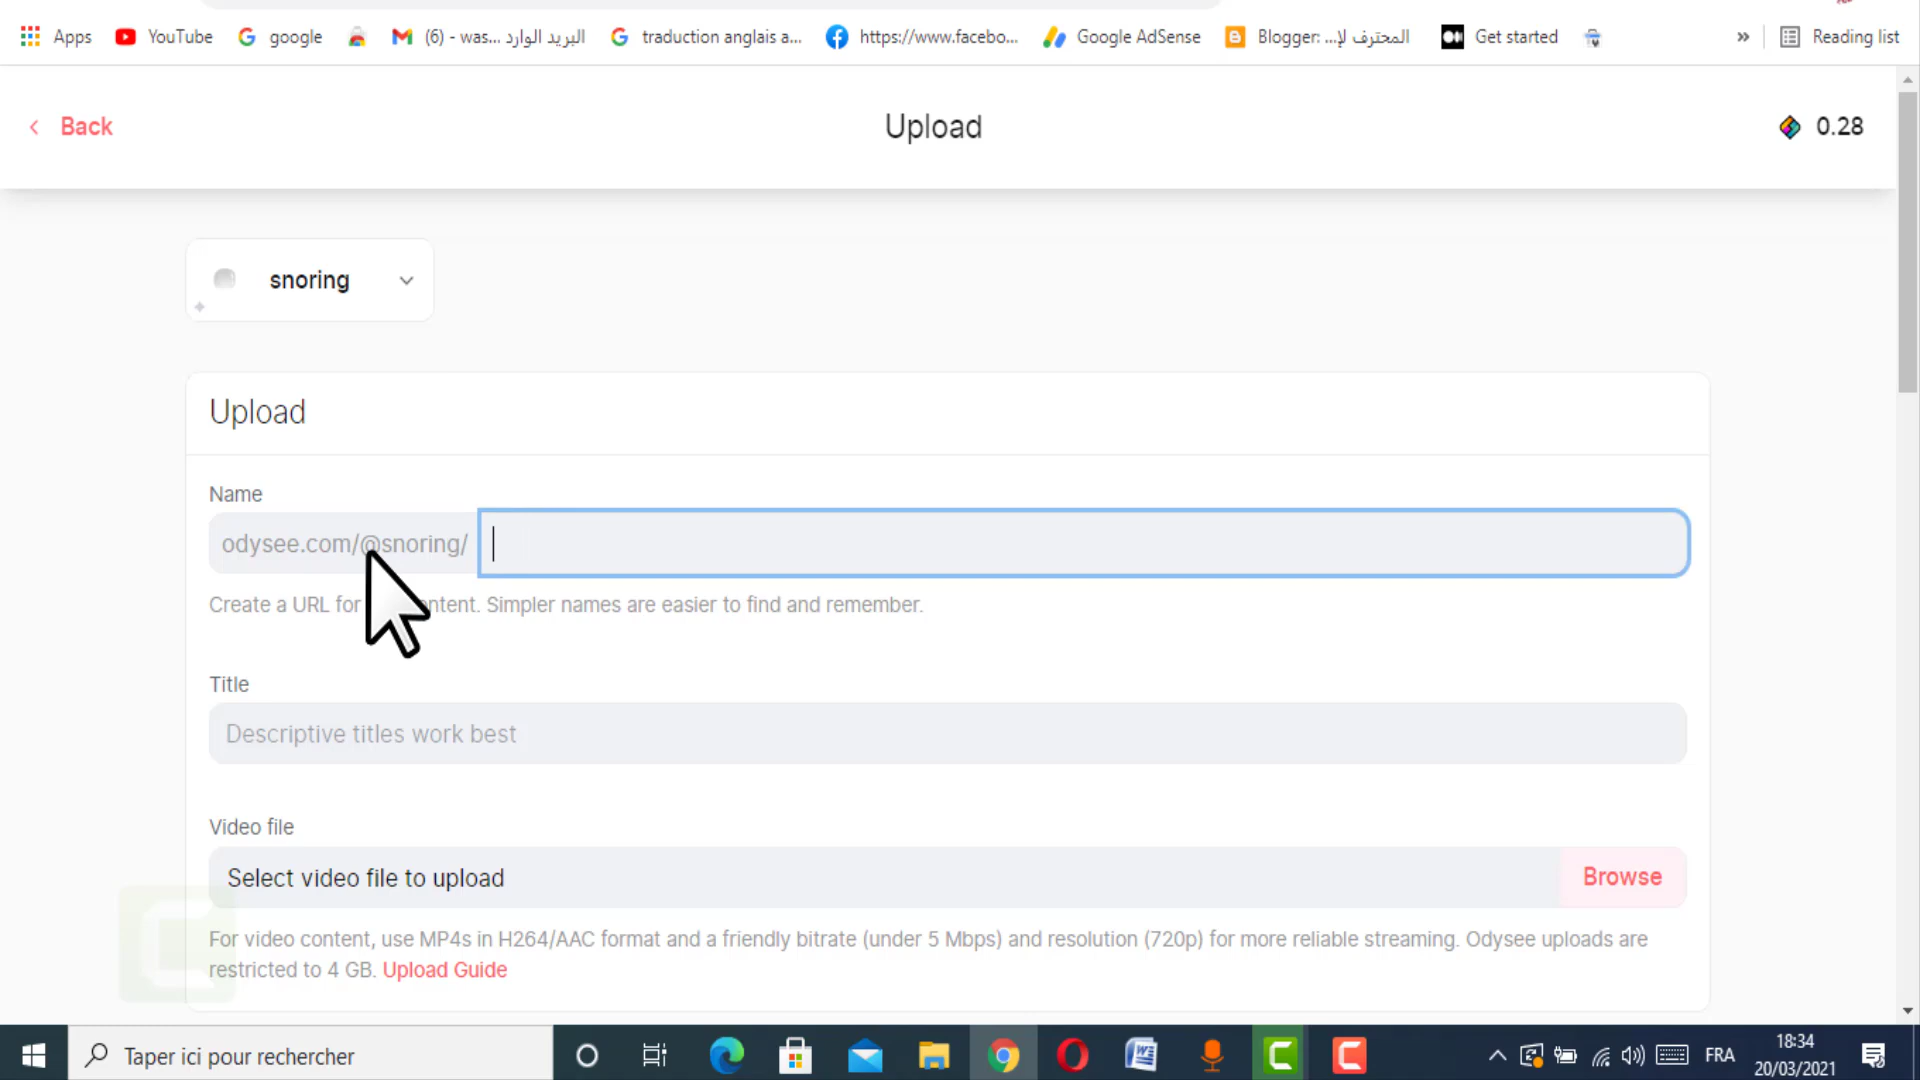 Apps YouTube google (6) - was... البريد الوارد traduction anglais a... https://www.facebo... Google AdSense Blogger: ...المحترف لإ Get started » Reading list
Back Upload 0.28
snoring
Upload
Name
odysee.com/@snoring/
Create a URL for ntent. Simpler names are easier to find and remember.
Title
Descriptive titles work best
Video file
Select video file to upload Browse
For video content, use MP4s in H264/AAC format and a friendly bitrate (under 5 Mbps) and resolution (720p) for more reliable streaming. Odysee uploads are
restricted to 4 GB. Upload Guide
Taper ici pour rechercher FRA 18:34
20/03/2021